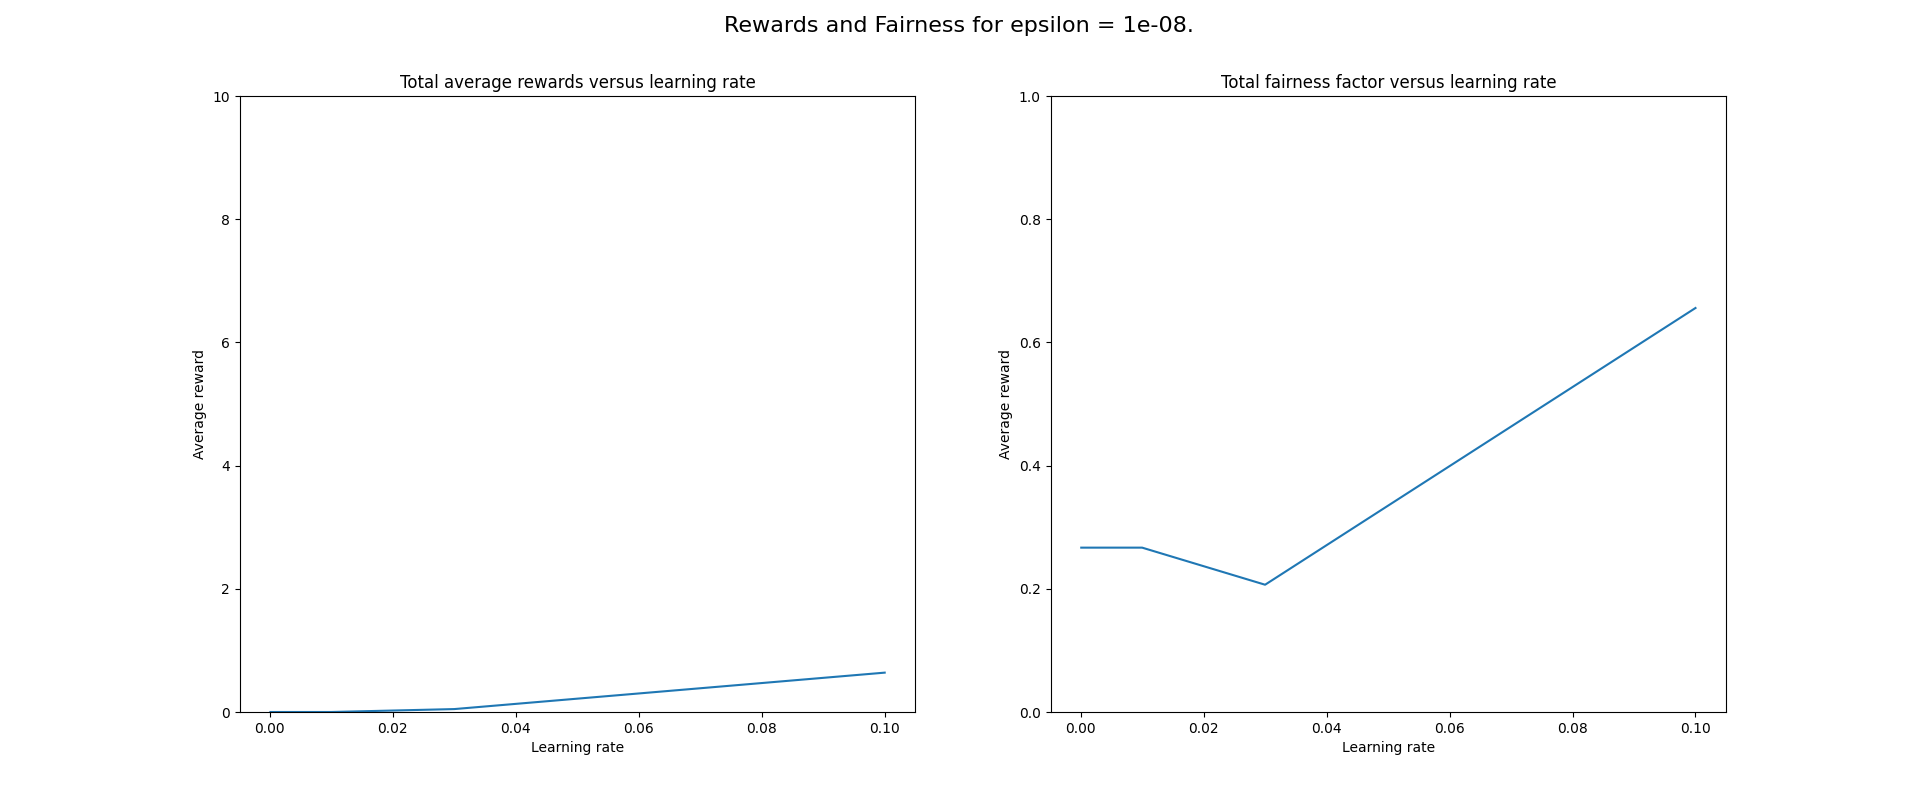 Rewards and Fairness for epsilon = 1e-08.
Total average rewards versus learning rate
10
8
6
4
2
0
Average reward
0.00 0.02 0.04 0.06 0.08 0.10
Learning rate
Total fairness factor versus learning rate
1.0
0.8
0.6
0.4
0.2
0.0
Average reward
0.00 0.02 0.04 0.06 0.08 0.10
Learning rate